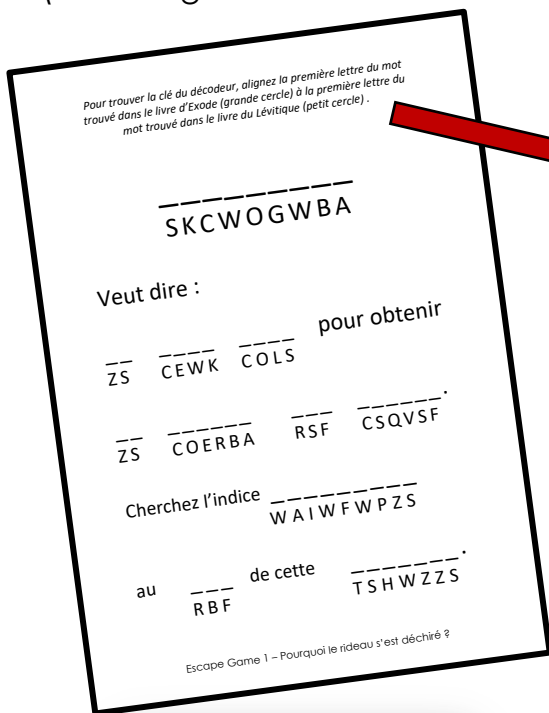 Pour trouver la clé du décodeur, alignez la première lettre du mot
trouvé dans le livre d'Exode (grande cercle) à la première lettre du
mot trouvé dans le livre du Lévitique (petit cercle) .
_ _ _ _ _ _ _ _ _
SKCWOGWBA
Veut dire :
_ _ _ _ _ _ _ _ _ _ pour obtenir
ZS CEWK COLS
_ _ _ _ _ _ _ _ _ _ _ _ _ _ _ _ _.
ZS COERBA RSF CSQVSF
Cherchez l'indice _ _ _ _ _ _ _ _ _
WAIWFWPZS
au _ _ _ de cette _ _ _ _ _ _ _.
RBF TSHWZZS
Escape Game 1 – Pourquoi le rideau s'est déchiré ?